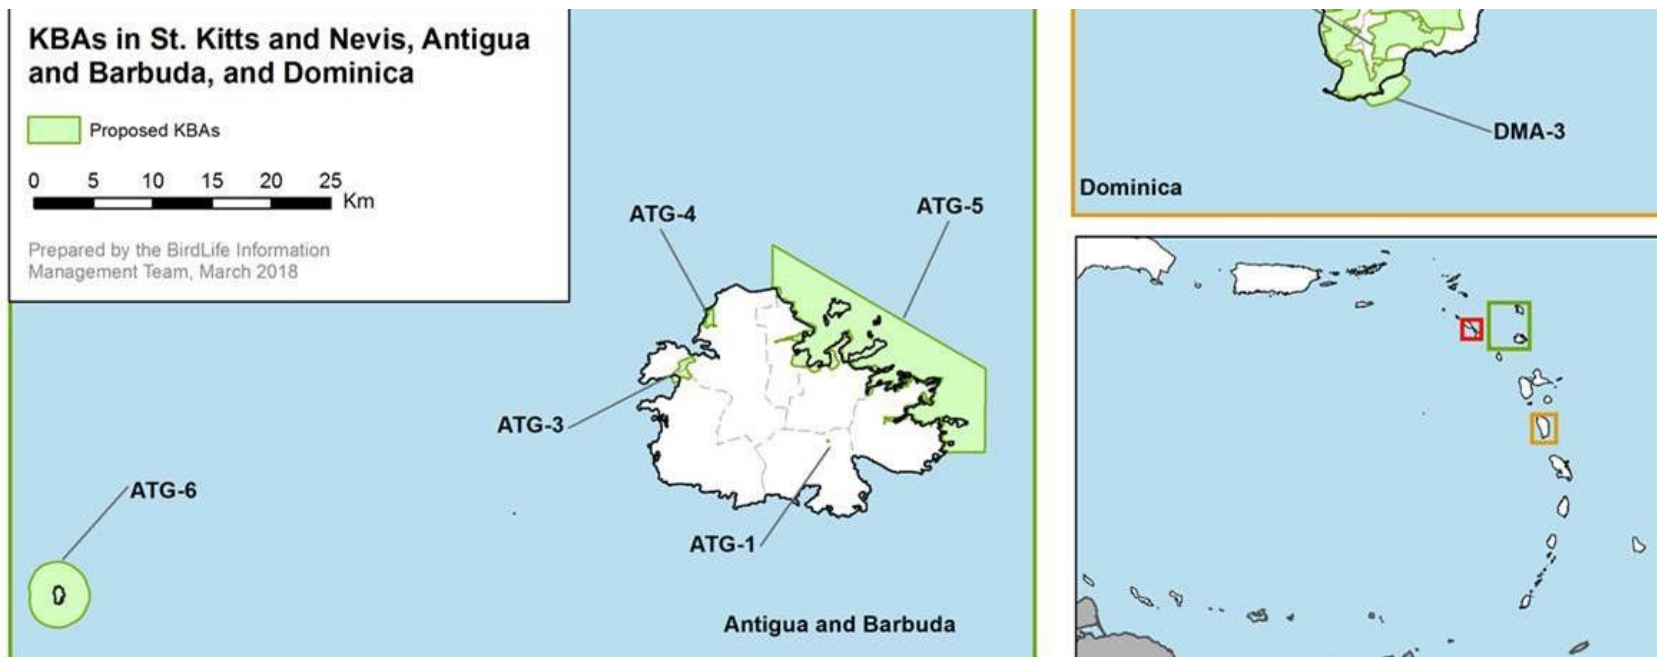 KBAs in St. Kitts and Nevis, Antigua
and Barbuda, and Dominica
Proposed KBAs
0 5 10 15 20 25
Km
Prepared by the BirdLife Information
Management Team, March 2018
ATG-4
ATG-5
ATG-3
ATG-6
ATG-1
Antigua and Barbuda
DMA-3
Dominica